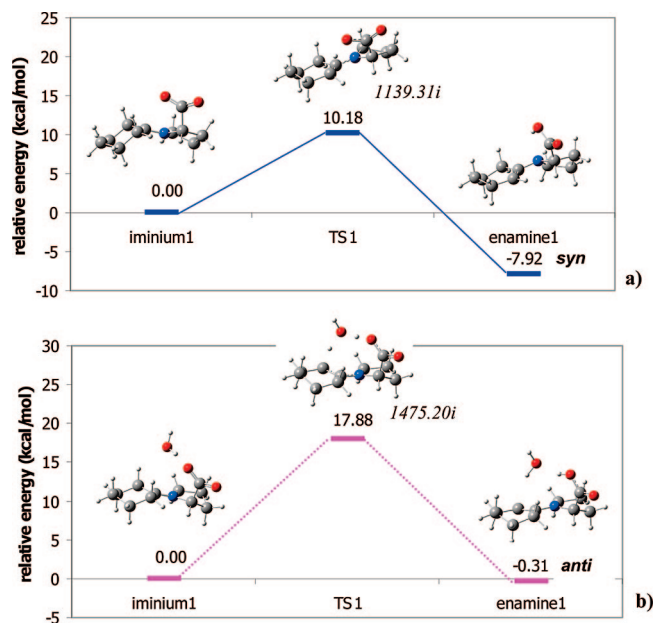 relative energy (kcal/mol)
25
20
15
10
5
0
-5
-10
0.00
1139.31i
10.18
-7.92 syn
iminium1 TS1 enamine1
a)
relative energy (kcal/mol)
30
25
20
15
10
5
0
-5
0.00
1475.20i
17.88
-0.31 anti
iminium1 TS1 enamine1
b)